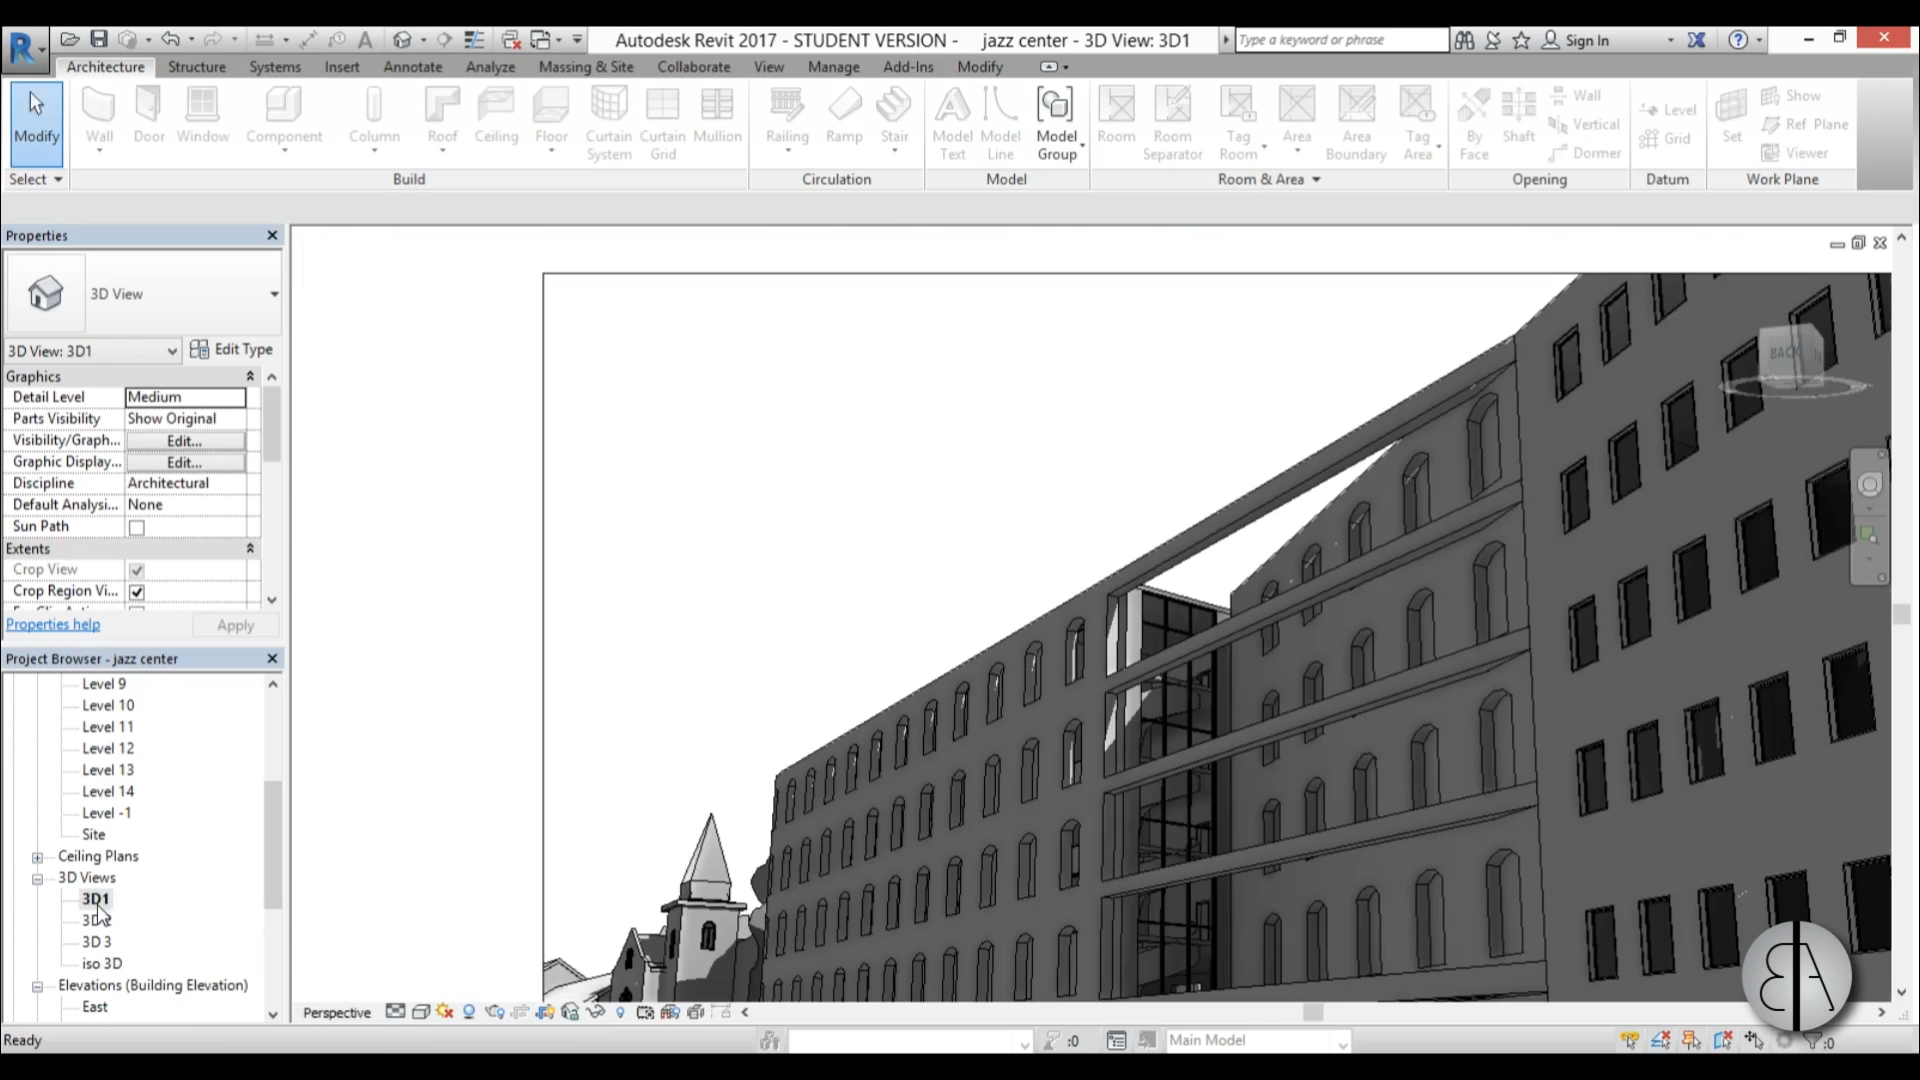 Autodesk Revit 2017 - STUDENT VERSION - jazz center - 3D View: 3D1
Type a keyword or phrase
Sign In
Architecture Structure Systems Insert Annotate Analyze Massing & Site Collaborate View Manage Add-Ins Modify
Modify
Wall Door Window Component Column Roof Ceiling Floor Curtain System Curtain Grid Mullion
Railing Ramp Stair
Model Text Model Line Model Group
Room Room Separator Tag Room Area Area Boundary Tag Area
By Face Shaft Wall Vertical Dormer
Level Grid
Set Show Ref Plane Viewer
Select Build Circulation Model Room & Area Opening Datum Work Plane
Properties
3D View
3D View: 3D1 Edit Type
Graphics
Detail Level Medium
Parts Visibility Show Original
Visibility/Graph... Edit...
Graphic Display... Edit...
Discipline Architectural
Default Analysi... None
Sun Path
Extents
Crop View
Crop Region Vi...
Properties help Apply
Project Browser - jazz center
Level 9
Level 10
Level 11
Level 12
Level 13
Level 14
Level -1
Site
Ceiling Plans
3D Views
3D1
3D 3
iso 3D
Elevations (Building Elevation)
East
BACK
Perspective
BA
Ready
:0
Main Model
:0